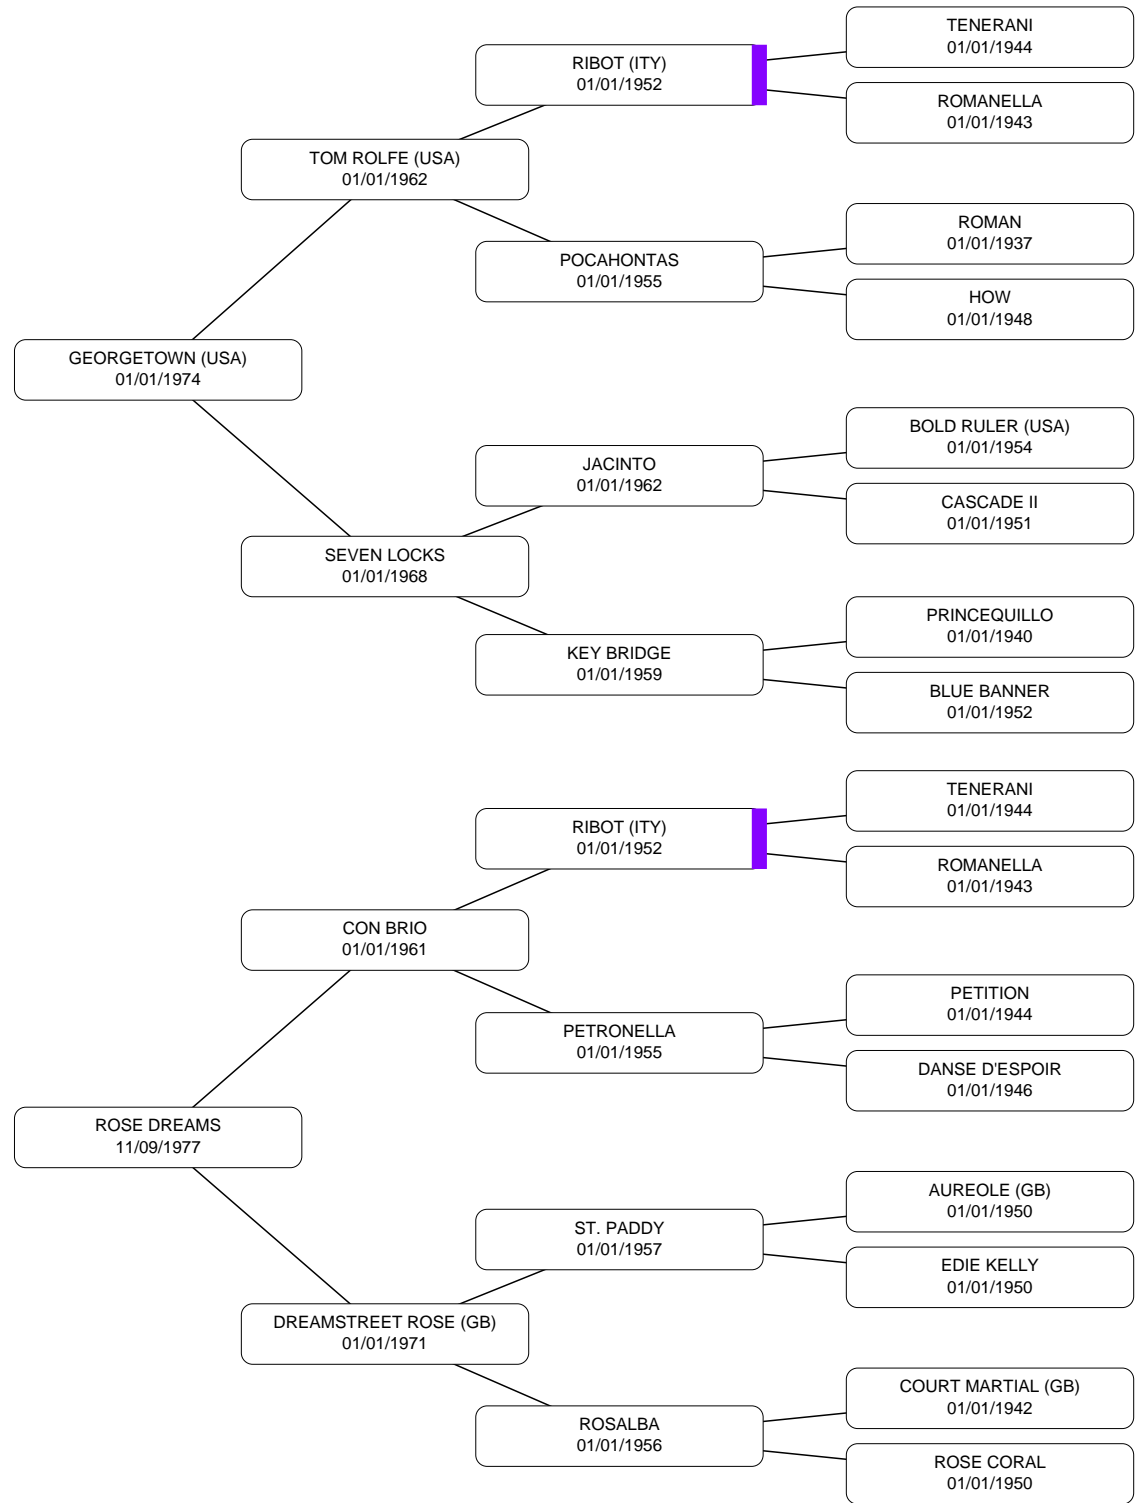 TENERANI
01/01/1944
RIBOT (ITY)
01/01/1952
ROMANELLA
01/01/1943
TOM ROLFE (USA)
01/01/1962
ROMAN
01/01/1937
POCAHONTAS
01/01/1955
HOW
01/01/1948
GEORGETOWN (USA)
01/01/1974
BOLD RULER (USA)
01/01/1954
JACINTO
01/01/1962
CASCADE II
01/01/1951
SEVEN LOCKS
01/01/1968
PRINCEQUILLO
01/01/1940
KEY BRIDGE
01/01/1959
BLUE BANNER
01/01/1952
TENERANI
01/01/1944
RIBOT (ITY)
01/01/1952
ROMANELLA
01/01/1943
CON BRIO
01/01/1961
PETITION
01/01/1944
PETRONELLA
01/01/1955
DANSE D'ESPOIR
01/01/1946
ROSE DREAMS
11/09/1977
AUREOLE (GB)
01/01/1950
ST. PADDY
01/01/1957
EDIE KELLY
01/01/1950
DREAMSTREET ROSE (GB)
01/01/1971
COURT MARTIAL (GB)
01/01/1942
ROSALBA
01/01/1956
ROSE CORAL
01/01/1950